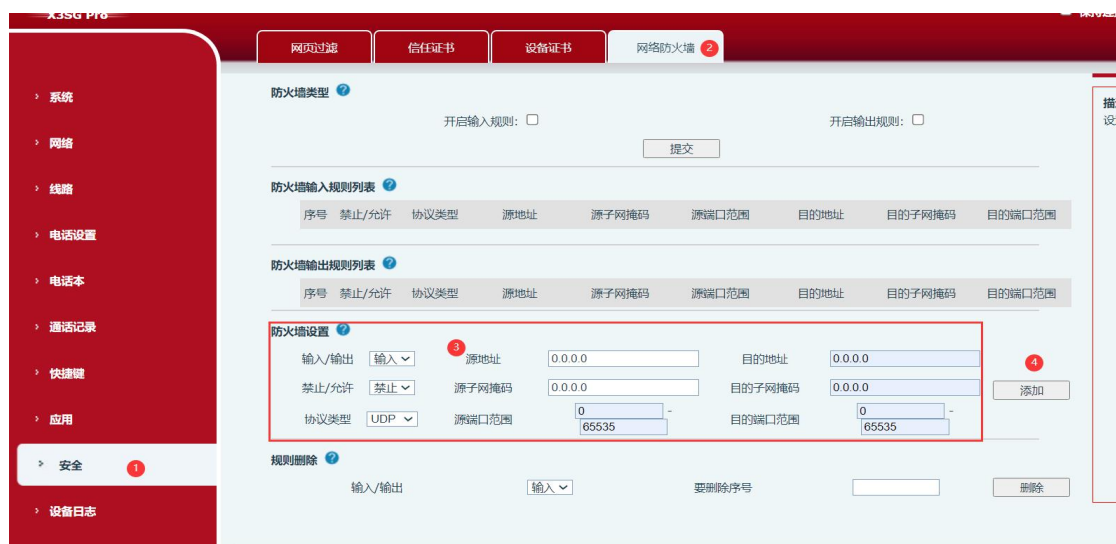 X3SG Pro
网页过滤 信任证书 设备证书 网络防火墙 2
系统
网络
线路
电话设置
电话本
通话记录
快捷键
应用
安全 1
设备日志
防火墙类型 ?
开启输入规则: 开启输出规则:
提交
防火墙输入规则列表 ?
序号 禁止/允许 协议类型 源地址 源子网掩码 源端口范围 目的地址 目的子网掩码 目的端口范围
防火墙输出规则列表 ?
序号 禁止/允许 协议类型 源地址 源子网掩码 源端口范围 目的地址 目的子网掩码 目的端口范围
防火墙设置 ?
输入/输出 输入 3 源地址 0.0.0.0 目的地址 0.0.0.0 4
禁止/允许 禁止 源子网掩码 0.0.0.0 目的子网掩码 0.0.0.0 添加
协议类型 UDP 源端口范围 0 - 目的端口范围 0 -
65535 65535
规则删除 ?
输入/输出 输入 要删除序号 删除